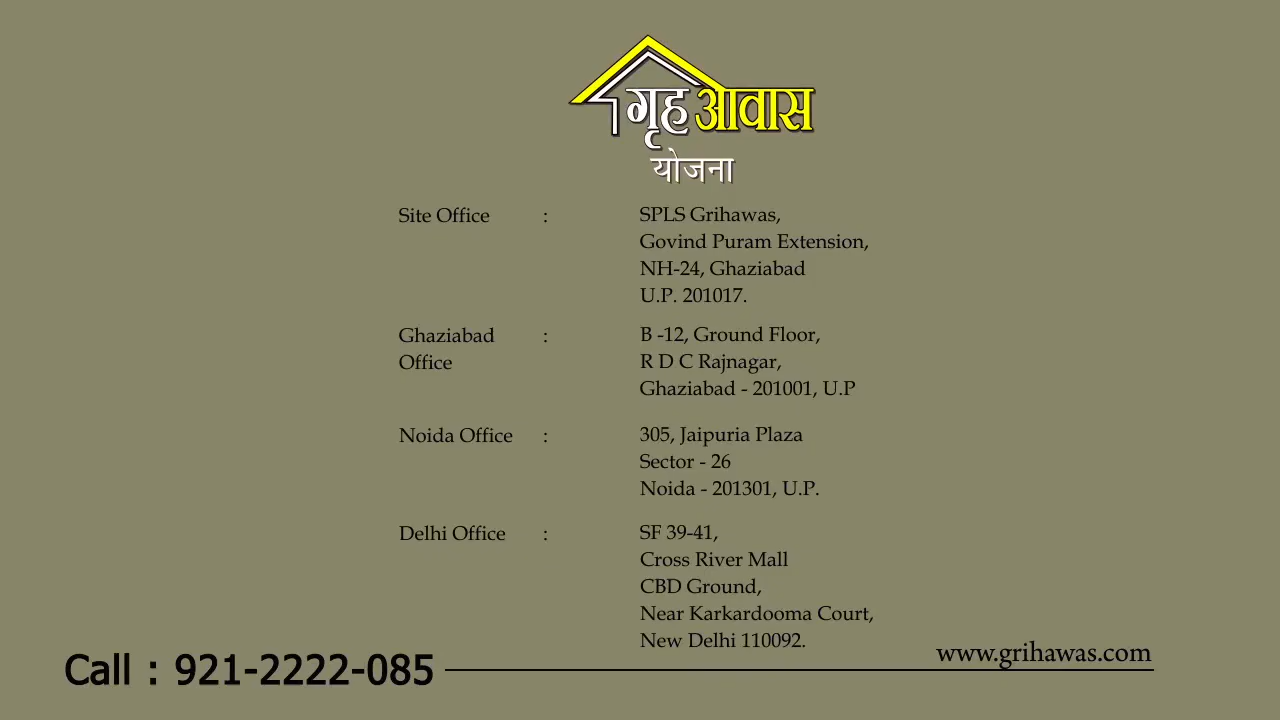 गृह आवास
योजना
Site Office : SPLS Grihawas,
Govind Puram Extension,
NH-24, Ghaziabad
U.P. 201017.
Ghaziabad : B -12, Ground Floor,
Office R D C Rajnagar,
Ghaziabad - 201001, U.P
Noida Office : 305, Jaipuria Plaza
Sector - 26
Noida - 201301, U.P.
Delhi Office : SF 39-41,
Cross River Mall
CBD Ground,
Near Karkardooma Court,
New Delhi 110092.
www.grihawas.com
Call : 921-2222-085